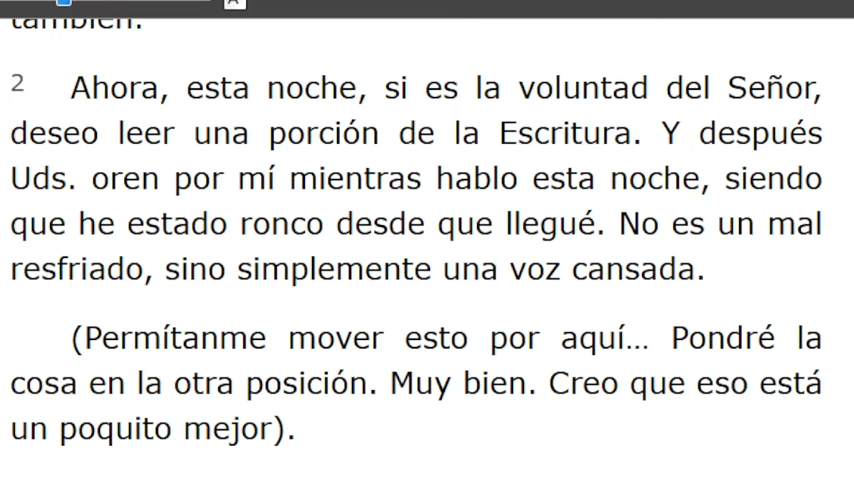 también.
2 Ahora, esta noche, si es la voluntad del Señor,
deseo leer una porción de la Escritura. Y después
Uds. oren por mí mientras hablo esta noche, siendo
que he estado ronco desde que llegué. No es un mal
resfriado, sino simplemente una voz cansada.
(Permítanme mover esto por aquí... Pondré la
cosa en la otra posición. Muy bien. Creo que eso está
un poquito mejor).